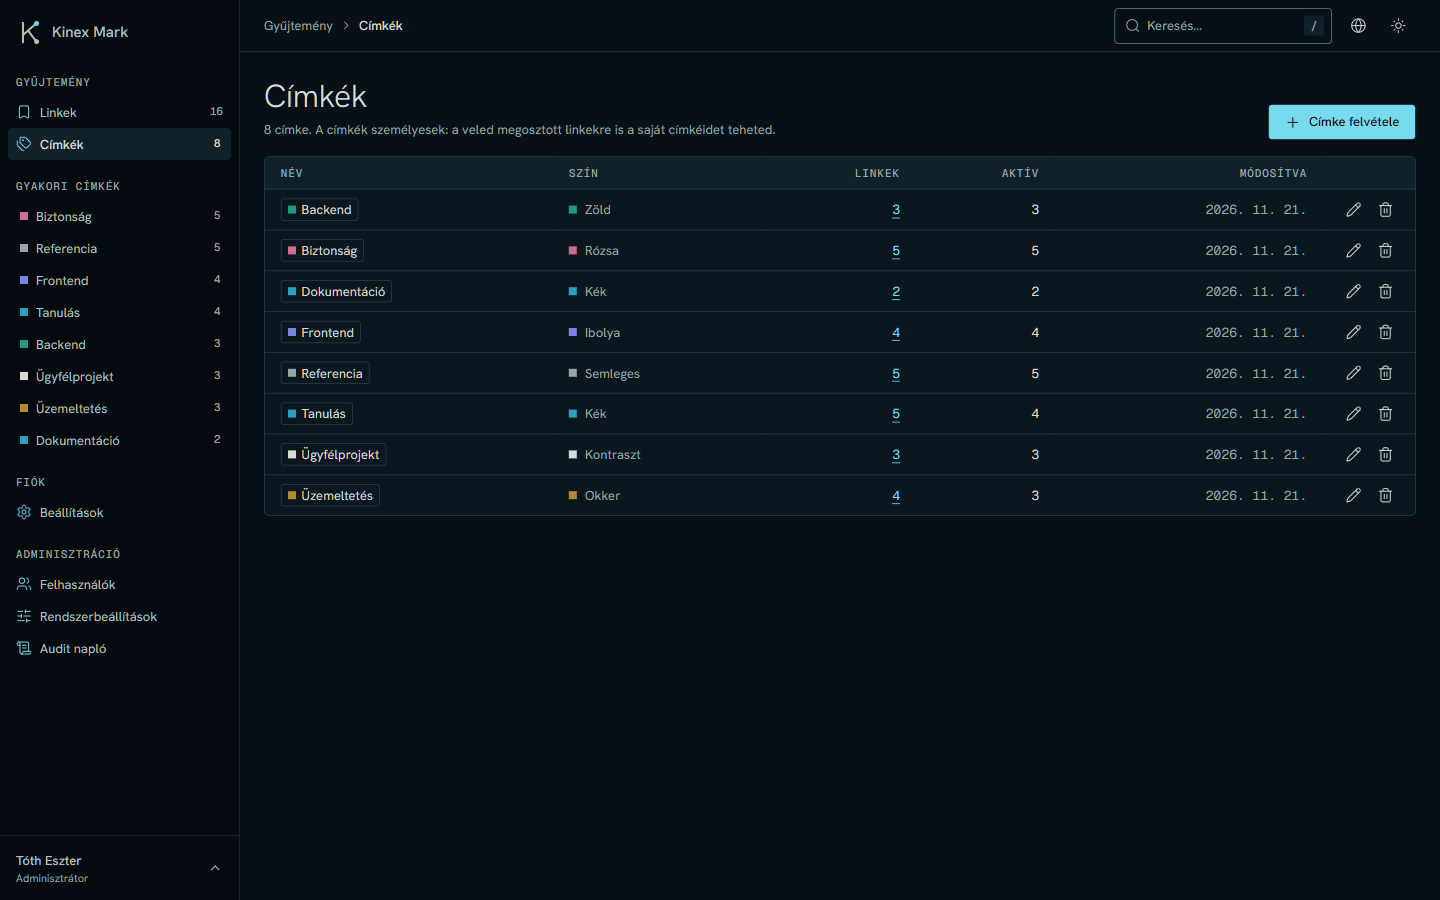 Kinex Mark
GYŰJTEMÉNY
Linkek 16
Címkék 8
GYAKORI CÍMKÉK
Biztonság 5
Referencia 5
Frontend 4
Tanulás 4
Backend 3
Ügyfélprojekt 3
Üzemeltetés 3
Dokumentáció 2
FIÓK
Beállítások
ADMINISZTRÁCIÓ
Felhasználók
Rendszerbeállítások
Audit napló
Tóth Eszter
Adminisztrátor
Gyűjtemény > Címkék
Keresés... /
Címkék
8 címke. A címkék személyesek: a veled megosztott linkekre is a saját címkéidet teheted.
+ Címke felvétele
NÉV SZÍN LINKEK AKTÍV MÓDOSÍTVA
Backend Zöld 3 3 2026. 11. 21.
Biztonság Rózsa 5 5 2026. 11. 21.
Dokumentáció Kék 2 2 2026. 11. 21.
Frontend Ibolya 4 4 2026. 11. 21.
Referencia Semleges 5 5 2026. 11. 21.
Tanulás Kék 5 4 2026. 11. 21.
Ügyfélprojekt Kontraszt 3 3 2026. 11. 21.
Üzemeltetés Okker 4 3 2026. 11. 21.